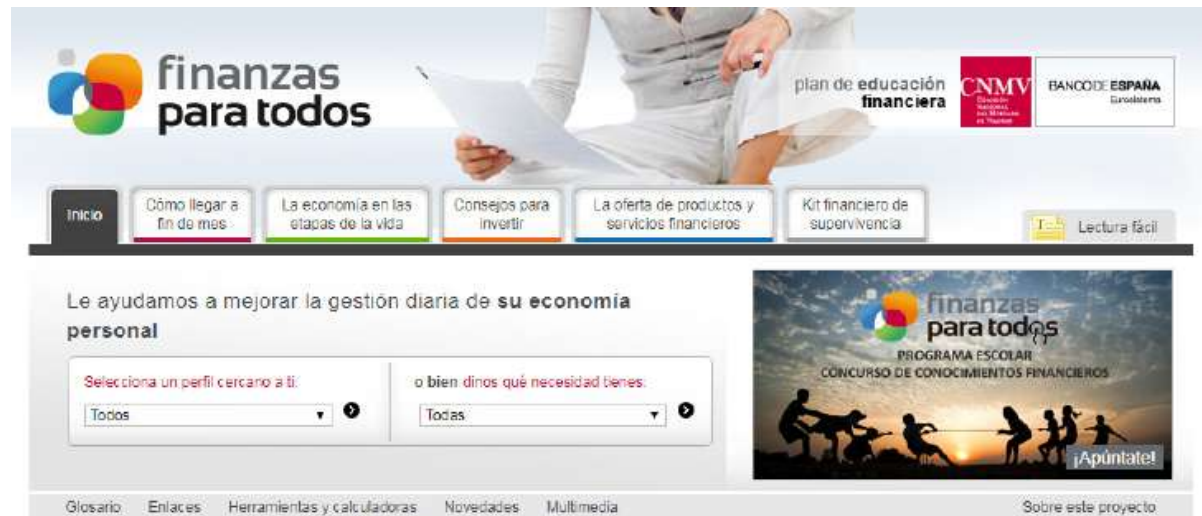 finanzas
para todos
plan de educación
financiera
CNMV
BANCO DE ESPAÑA
Eurosistema
Inicio
Cómo llegar a
fin de mes
La economía en las
etapas de la vida
Consejos para
invertir
La oferta de productos y
servicios financieros
Kit financiero de
supervivencia
Lectura fácil
Le ayudamos a mejorar la gestión diaria de su economía
personal
Selecciona un perfil cercano a ti:
Todos
o bien dinos qué necesidad tienes:
Todas
finanzas
para todos
PROGRAMA ESCOLAR
CONCURSO DE CONOCIMIENTOS FINANCIEROS
¡Apúntate!
Glosario Enlaces Herramientas y calculadoras Novedades Multimedia Sobre este proyecto